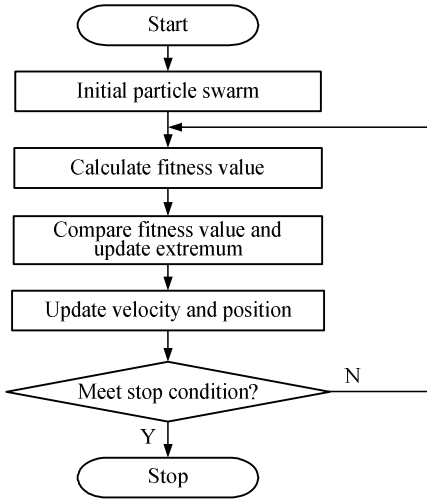 Start
Initial particle swarm
Calculate fitness value
Compare fitness value and
update extremum
Update velocity and position
Meet stop condition?
N
Y
Stop